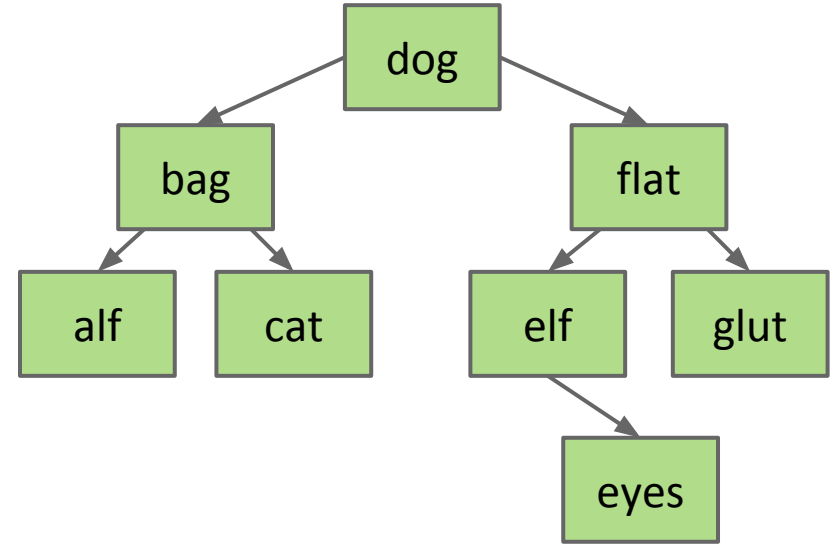 dog
bag
flat
alf
cat
elf
glut
eyes